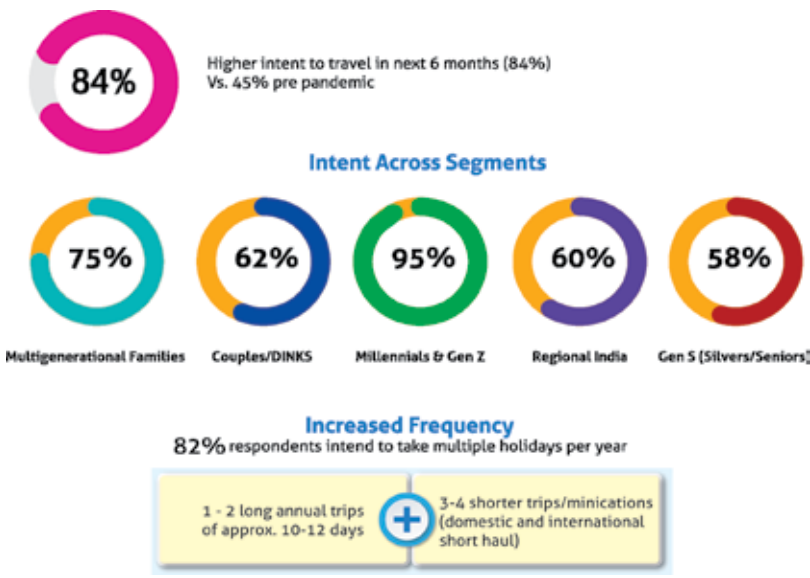 84%
Higher intent to travel in next 6 months (84%)
Vs. 45% pre pandemic
Intent Across Segments
75%
62%
95%
60%
58%
Multigenerational Families
Couples/DINKS
Millennials & Gen Z
Regional India
Gen S (Silvers/Seniors)
Increased Frequency
82% respondents intend to take multiple holidays per year
1 - 2 long annual trips
of approx. 10-12 days
3-4 shorter trips/minications
(domestic and international
short haul)